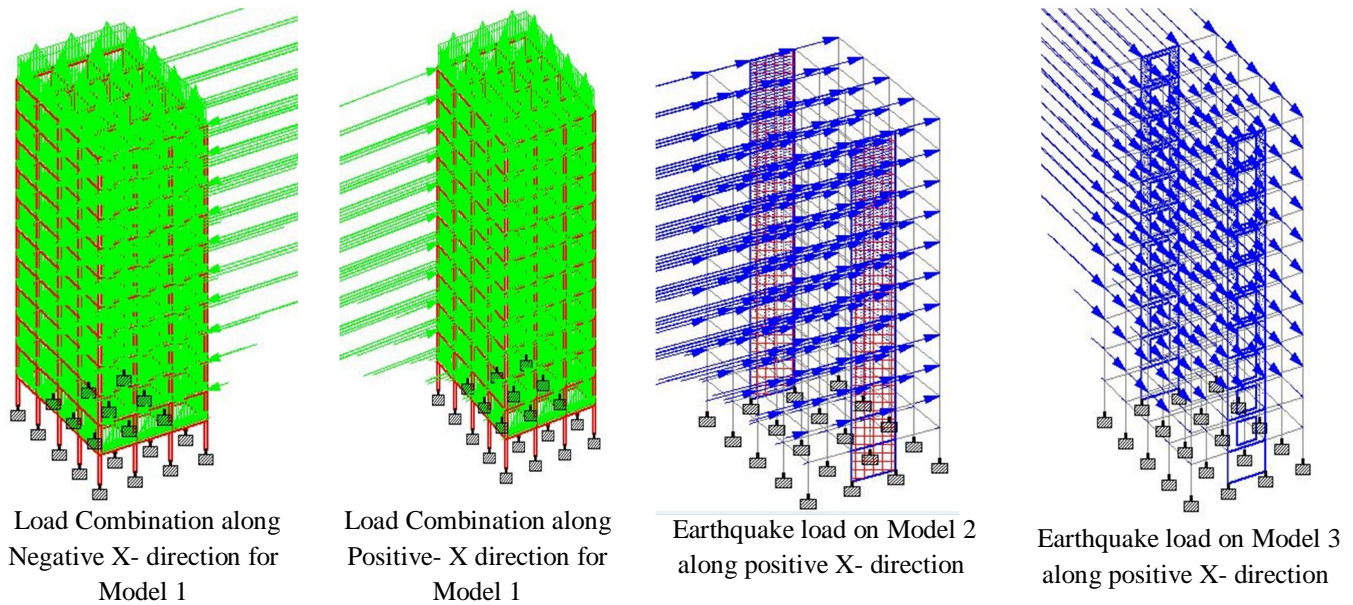 Load Combination along
Negative X- direction for
Model 1
Load Combination along
Positive- X direction for
Model 1
Earthquake load on Model 2
along positive X- direction
Earthquake load on Model 3
along positive X- direction